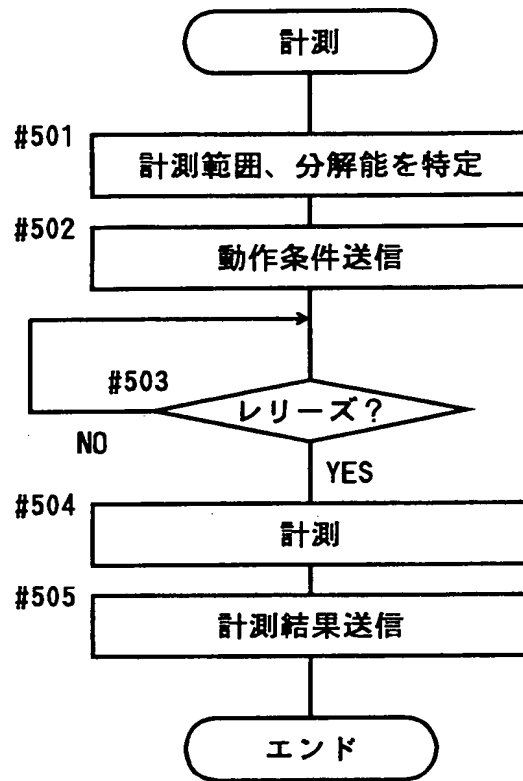 計測
#501
計測範囲、分解能を特定
#502
動作条件送信
#503
レリーズ?
NO
YES
#504
計測
#505
計測結果送信
エンド